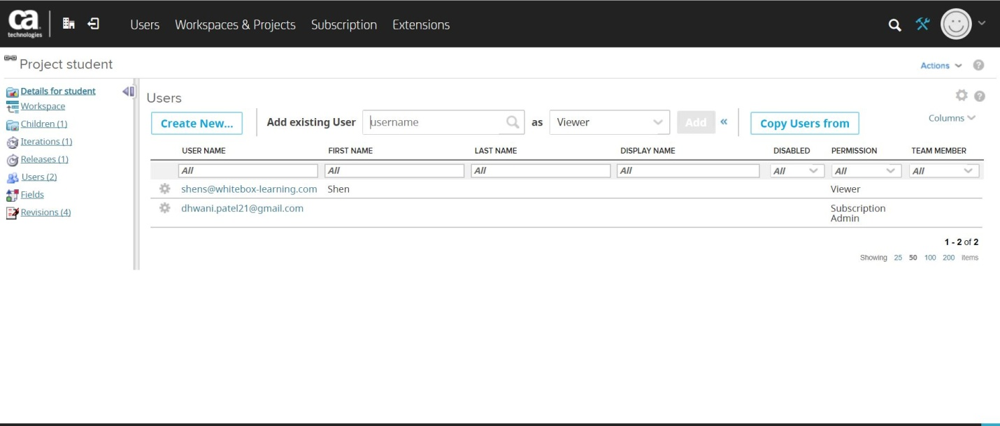 ca
technologies
Users Workspaces & Projects Subscription Extensions
Project student
Actions
Details for student
Workspace
Children (1)
Iterations (1)
Releases (1)
Users (2)
Fields
Revisions (4)
Users
Create New... Add existing User username as Viewer Add « Copy Users from
Columns
USER NAME FIRST NAME LAST NAME DISPLAY NAME DISABLED PERMISSION TEAM MEMBER
All All All All All All All
shens@whitebox-learning.com Shen Viewer
dhwani.patel21@gmail.com Subscription
Admin
1 - 2 of 2
Showing 25 50 100 200 items